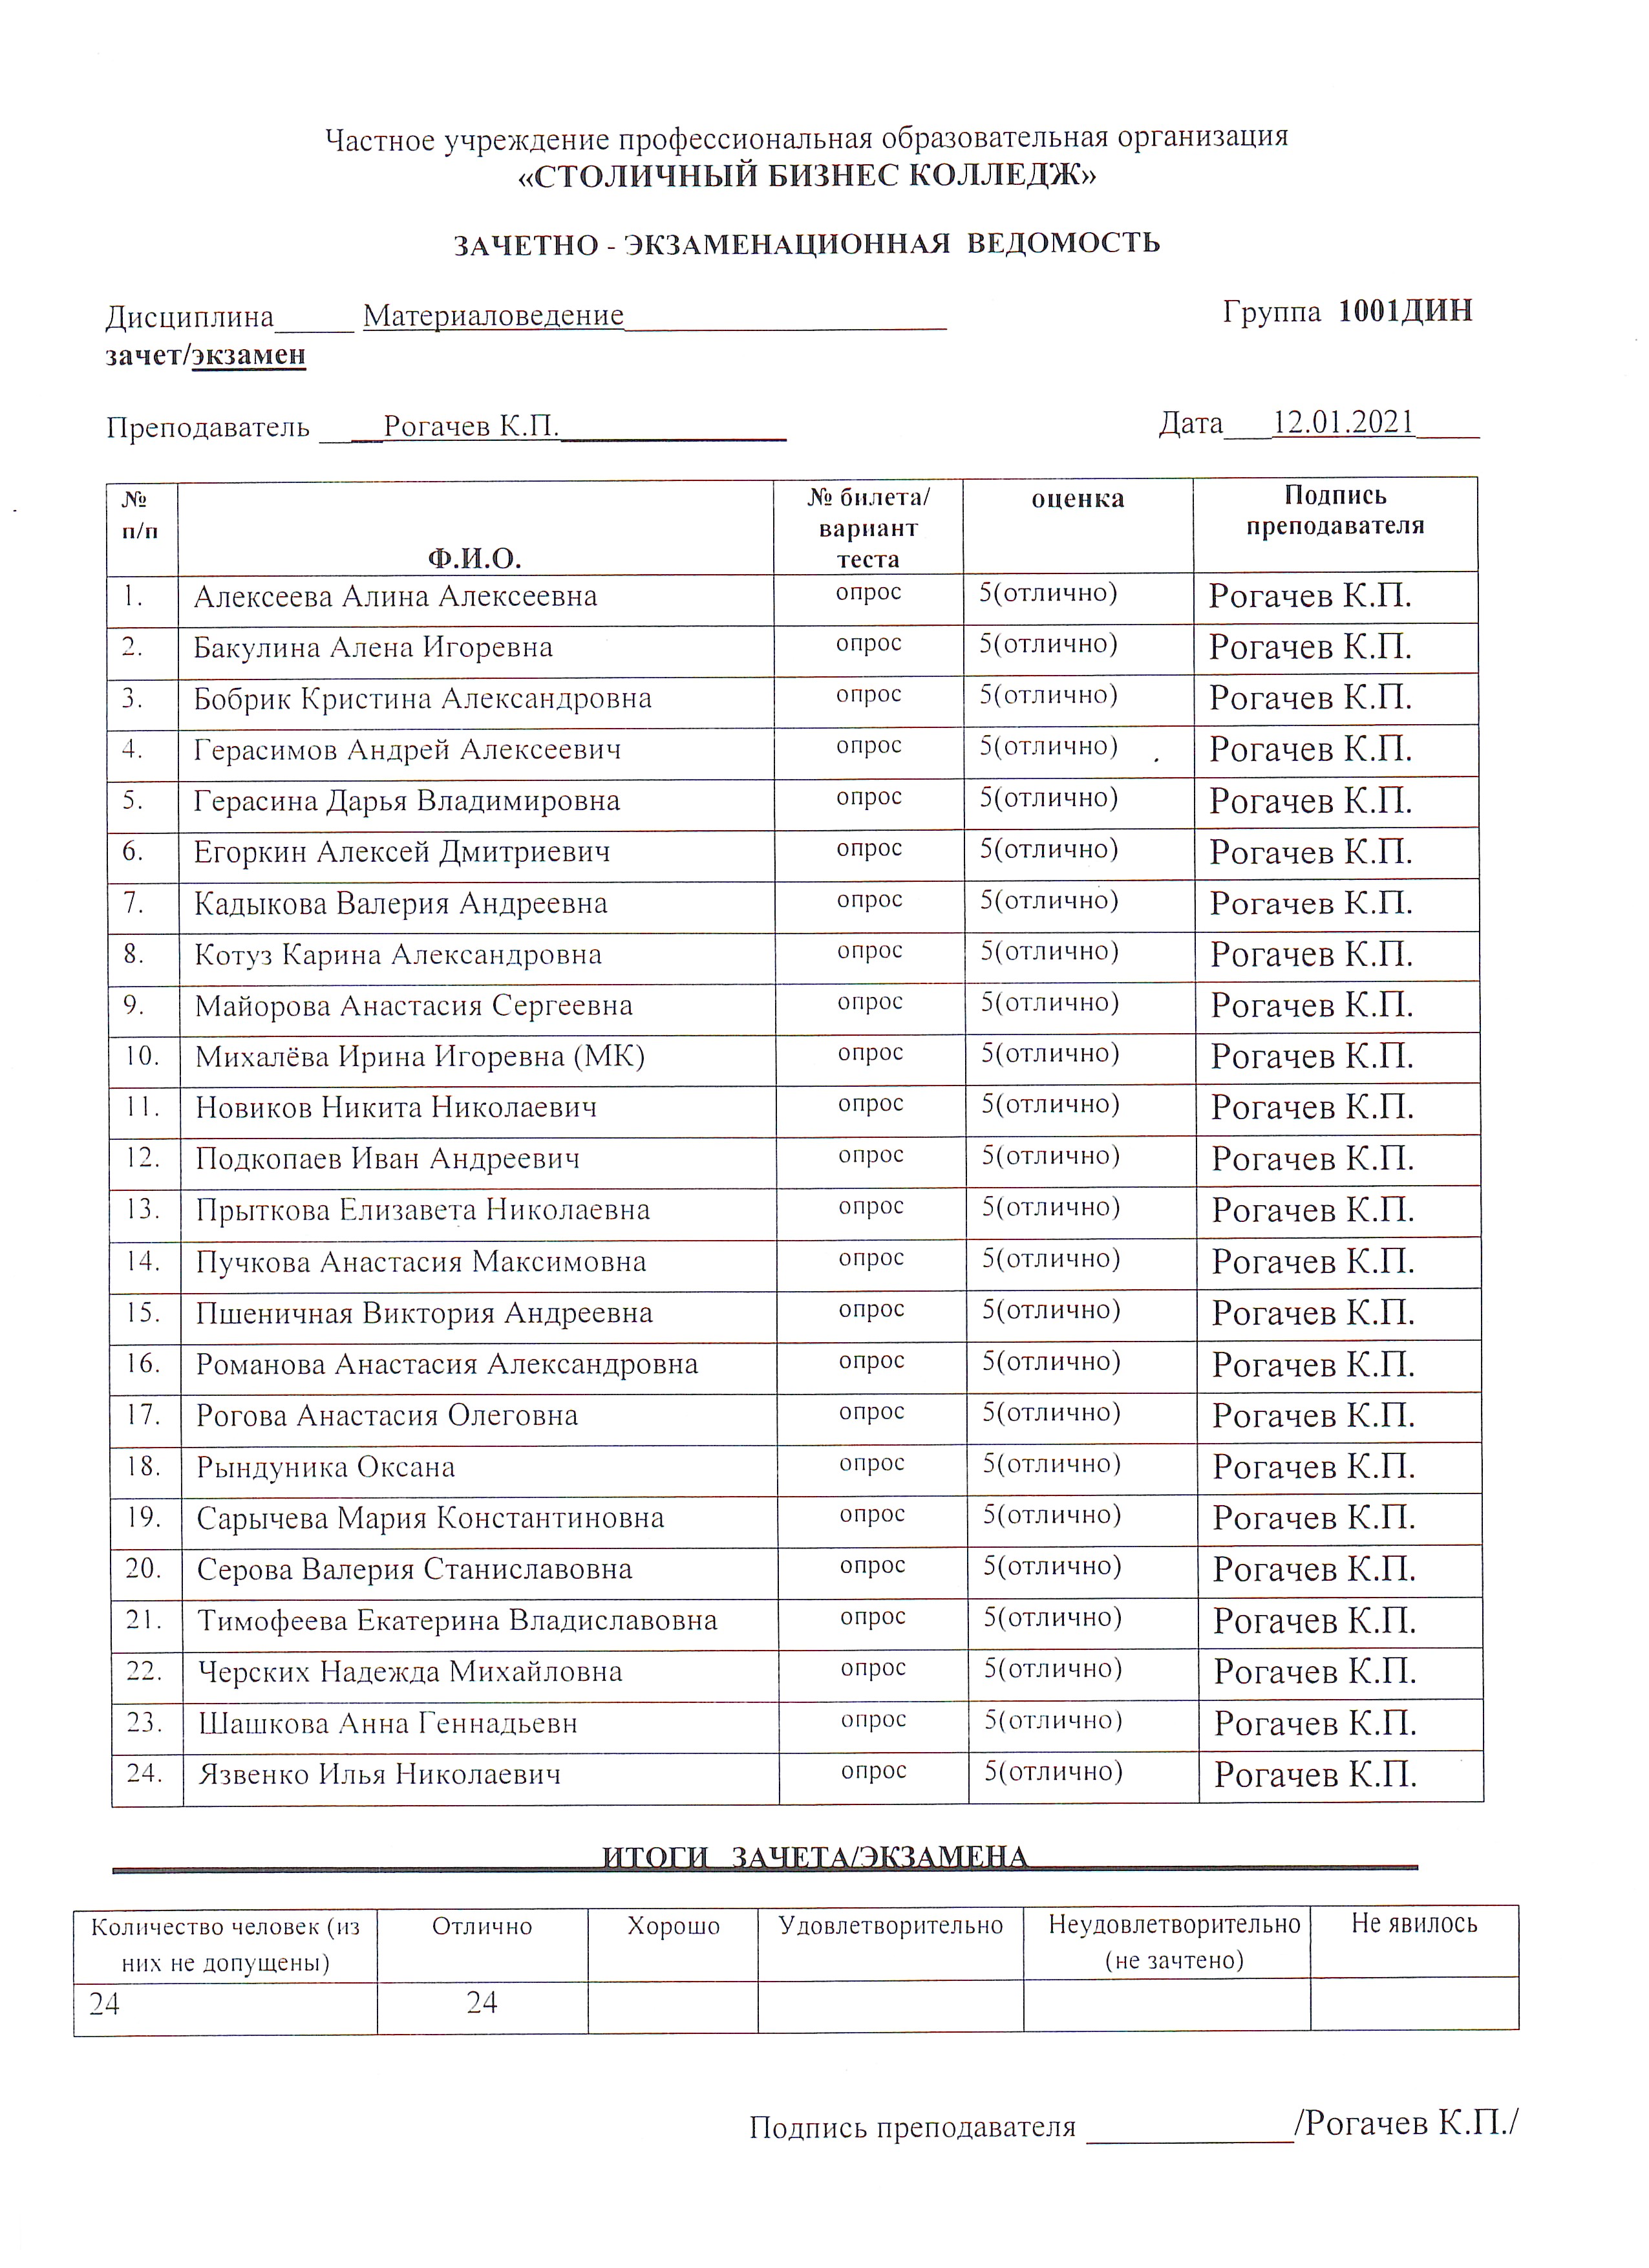 Частное учреждение профессиональная образовательная организация
«СТОЛИЧНЫЙ БИЗНЕС КОЛЛЕДЖ»
ЗАЧЕТНО - ЭКЗАМЕНАЦИОННАЯ ВЕДОМОСТЬ
Дисциплина_____ Материаловедение____________________ Группа 1001ДИН
зачет/экзамен
Преподаватель ____Рогачев К.П.______________ Дата___12.01.2021____
№ п/п Ф.И.О. № билета/ вариант теста оценка Подпись преподавателя
1. Алексеева Алина Алексеевна опрос 5(отлично) Рогачев К.П.
2. Бакулина Алена Игоревна опрос 5(отлично) Рогачев К.П.
3. Бобрик Кристина Александровна опрос 5(отлично) Рогачев К.П.
4. Герасимов Андрей Алексеевич опрос 5(отлично) Рогачев К.П.
5. Герасина Дарья Владимировна опрос 5(отлично) Рогачев К.П.
6. Егоркин Алексей Дмитриевич опрос 5(отлично) Рогачев К.П.
7. Кадыкова Валерия Андреевна опрос 5(отлично) Рогачев К.П.
8. Котуз Карина Александровна опрос 5(отлично) Рогачев К.П.
9. Майорова Анастасия Сергеевна опрос 5(отлично) Рогачев К.П.
10. Михалёва Ирина Игоревна (МК) опрос 5(отлично) Рогачев К.П.
11. Новиков Никита Николаевич опрос 5(отлично) Рогачев К.П.
12. Подкопаев Иван Андреевич опрос 5(отлично) Рогачев К.П.
13. Прыткова Елизавета Николаевна опрос 5(отлично) Рогачев К.П.
14. Пучкова Анастасия Максимовна опрос 5(отлично) Рогачев К.П.
15. Пшеничная Виктория Андреевна опрос 5(отлично) Рогачев К.П.
16. Романова Анастасия Александровна опрос 5(отлично) Рогачев К.П.
17. Рогова Анастасия Олеговна опрос 5(отлично) Рогачев К.П.
18. Рындуника Оксана опрос 5(отлично) Рогачев К.П.
19. Сарычева Мария Константиновна опрос 5(отлично) Рогачев К.П.
20. Серова Валерия Станиславовна опрос 5(отлично) Рогачев К.П.
21. Тимофеева Екатерина Владиславовна опрос 5(отлично) Рогачев К.П.
22. Черских Надежда Михайловна опрос 5(отлично) Рогачев К.П.
23. Шашкова Анна Геннадьевн опрос 5(отлично) Рогачев К.П.
24. Язвенко Илья Николаевич опрос 5(отлично) Рогачев К.П.
ИТОГИ ЗАЧЕТА/ЭКЗАМЕНА
Количество человек (из них не допущены) Отлично Хорошо Удовлетворительно Неудовлетворительно (не зачтено) Не явилось
24 24
Подпись преподавателя _____________/Рогачев К.П./